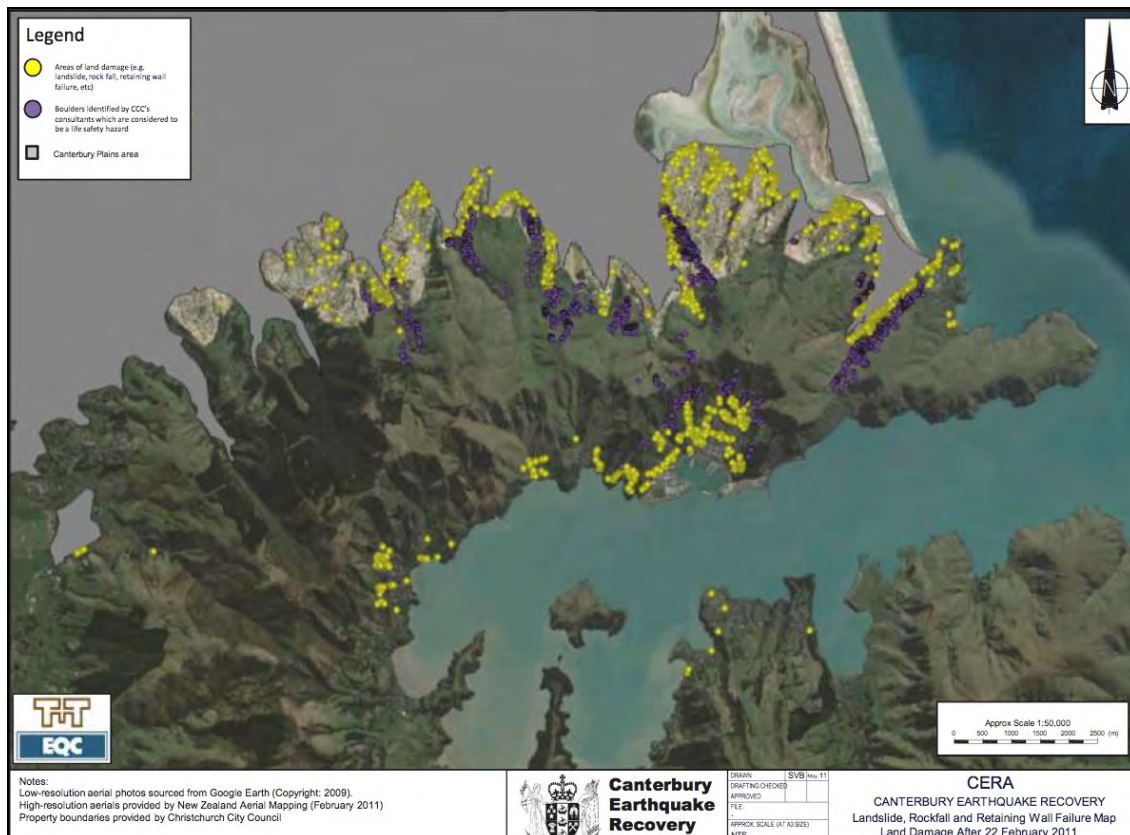 Legend
Areas of land damage (e.g.
landslide, rock fall, retaining wall
failure, etc)
Boulders identified by CCC's
consultants which are considered to
be a life safety hazard
Canterbury Plains area
N
T+T
EQC
Approx Scale 1:50,000
0 500 1000 1500 2000 2500 (m)
Notes:
Low-resolution aerial photos sourced from Google Earth (Copyright: 2009).
High-resolution aerials provided by New Zealand Aerial Mapping (February 2011)
Property boundaries provided by Christchurch City Council
Canterbury
Earthquake
Recovery
DRAWN SVB May 11
DRAFTING CHECKED
APPROVED
FILE:
APPROX. SCALE (AT A3 SIZE)
NTS
CERA
CANTERBURY EARTHQUAKE RECOVERY
Landslide, Rockfall and Retaining Wall Failure Map
Land Damage After 22 February 2011